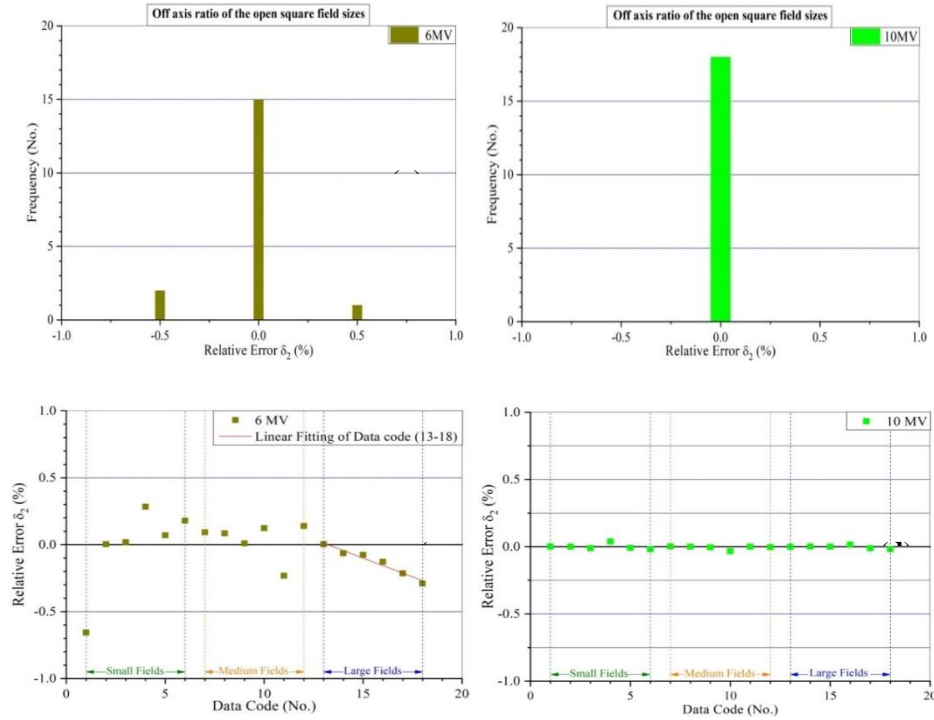 Off axis ratio of the open square field sizes
6MV
20
15
10
5
0
Frequency (No.)
-1.0 -0.5 0.0 0.5 1.0
Relative Error δ₂ (%)
Off axis ratio of the open square field sizes
10MV
20
15
10
5
0
Frequency (No.)
-1.0 -0.5 0.0 0.5 1.0
Relative Error δ₂ (%)
6 MV
Linear Fitting of Data code (13-18)
1.0
0.5
0.0
-0.5
-1.0
Relative Error δ₂ (%)
Small Fields Medium Fields Large Fields
0 5 10 15 20
Data Code (No.)
10 MV
1.0
0.5
0.0
-0.5
-1.0
Relative Error δ₂ (%)
Small Fields Medium Fields Large Fields
0 5 10 15 20
Data Code (No.)